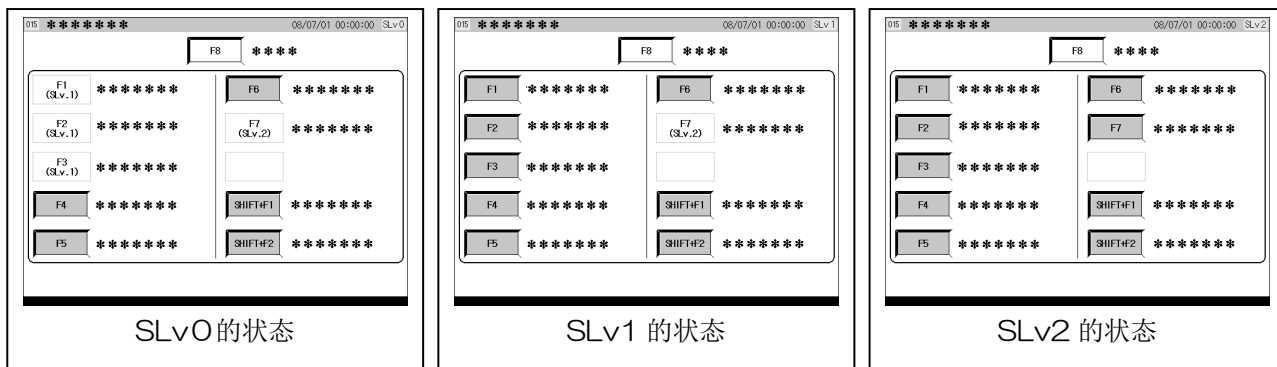 015 ******* 08/07/01 00:00:00 SLv0
F8 ****
F1 (SLv.1) ******* F6 *******
F2 (SLv.1) ******* F7 (SLv.2) *******
F3 (SLv.1) *******
F4 ******* SHIFT+F1 *******
F5 ******* SHIFT+F2 *******
SLv0的状态
015 ******* 08/07/01 00:00:00 SLv1
F8 ****
F1 ******* F6 *******
F2 ******* F7 (SLv.2) *******
F3 *******
F4 ******* SHIFT+F1 *******
F5 ******* SHIFT+F2 *******
SLv1 的状态
015 ******* 08/07/01 00:00:00 SLv2
F8 ****
F1 ******* F6 *******
F2 ******* F7 *******
F3 *******
F4 ******* SHIFT+F1 *******
F5 ******* SHIFT+F2 *******
SLv2 的状态